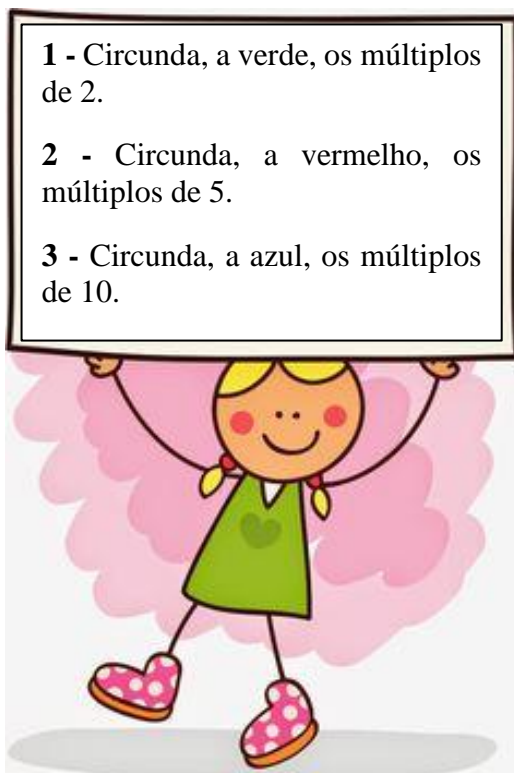 1 - Circunda, a verde, os múltiplos
de 2.
2 - Circunda, a vermelho, os
múltiplos de 5.
3 - Circunda, a azul, os múltiplos
de 10.